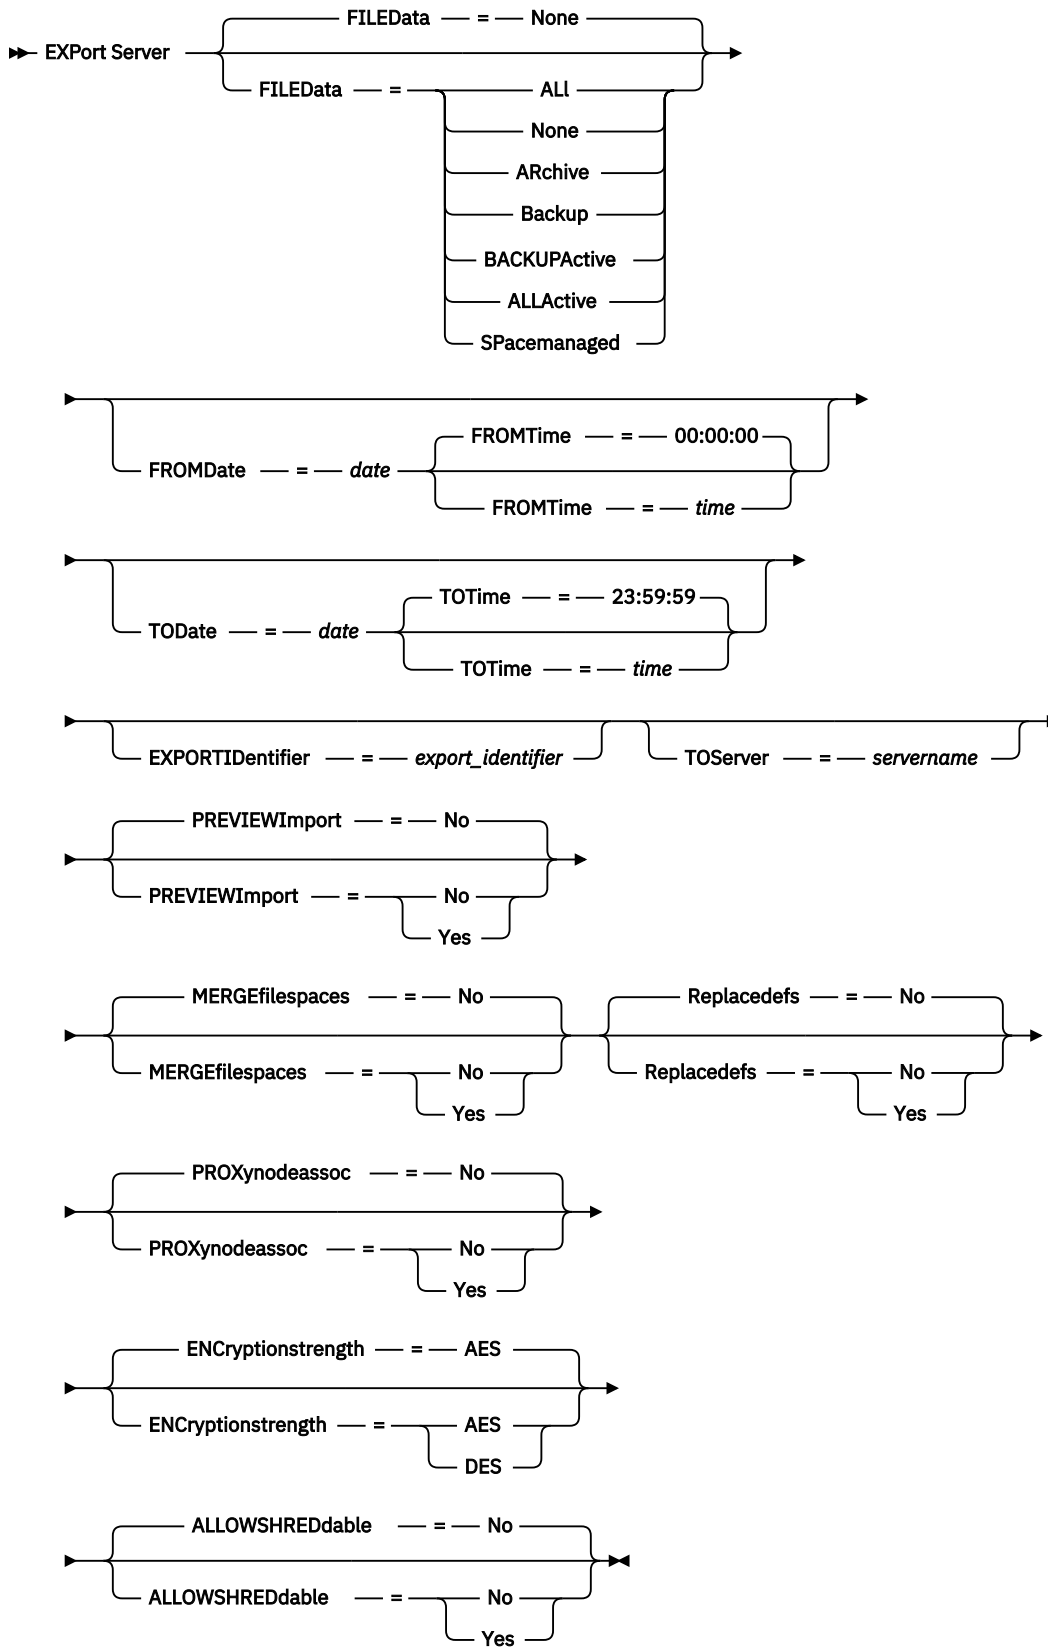 FILEData = None
EXPort Server
FILEData = ALl
None
ARchive
Backup
BACKUPActive
ALLActive
SPacemanaged
FROMTime = 00:00:00
FROMDate = date
FROMTime = time
TOTime = 23:59:59
TODate = date
TOTime = time
EXPORTIDentifier = export_identifier TOServer = servername
PREVIEWImport = No
PREVIEWImport = No
Yes
MERGEfilespaces = No Replacedefs = No
MERGEfilespaces = No Replacedefs = No
Yes Yes
PROXynodeassoc = No
PROXynodeassoc = No
Yes
ENCryptionstrength = AES
ENCryptionstrength = AES
DES
ALLOWSHREDdable = No
ALLOWSHREDdable = No
Yes